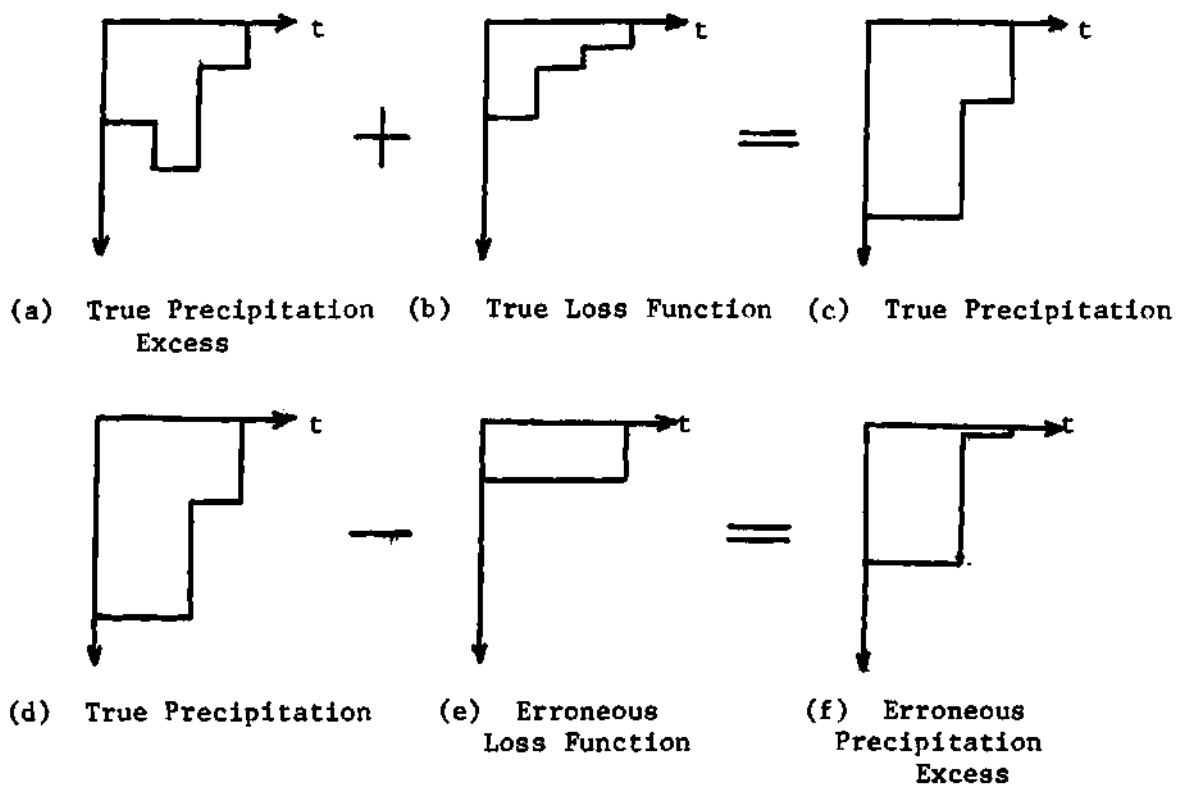 t
t
t
(a) True Precipitation
Excess
(b) True Loss Function
(c) True Precipitation
t
t
t
(d) True Precipitation
(e) Erroneous
Loss Function
(f) Erroneous
Precipitation
Excess